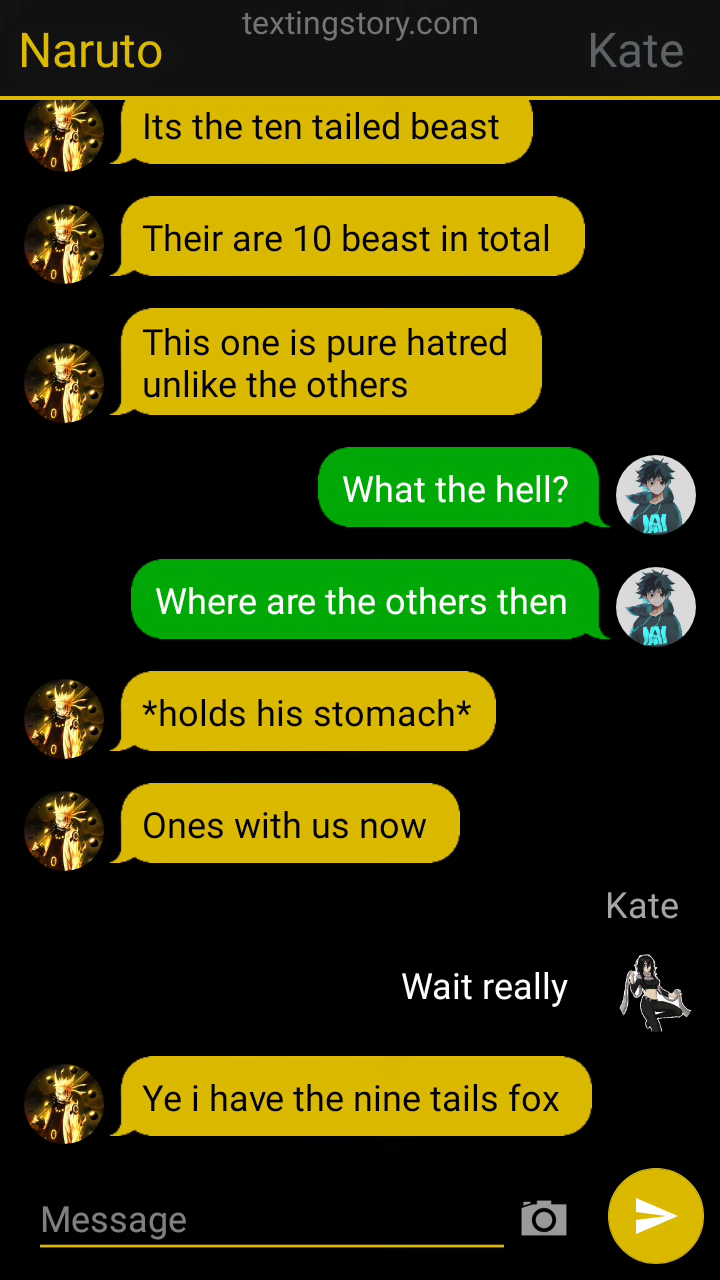 textingstory.com
Naruto
Kate
Its the ten tailed beast
Their are 10 beast in total
This one is pure hatred
unlike the others
What the hell?
Where are the others then
*holds his stomach*
Ones with us now
Kate
Wait really
Ye i have the nine tails fox
Message